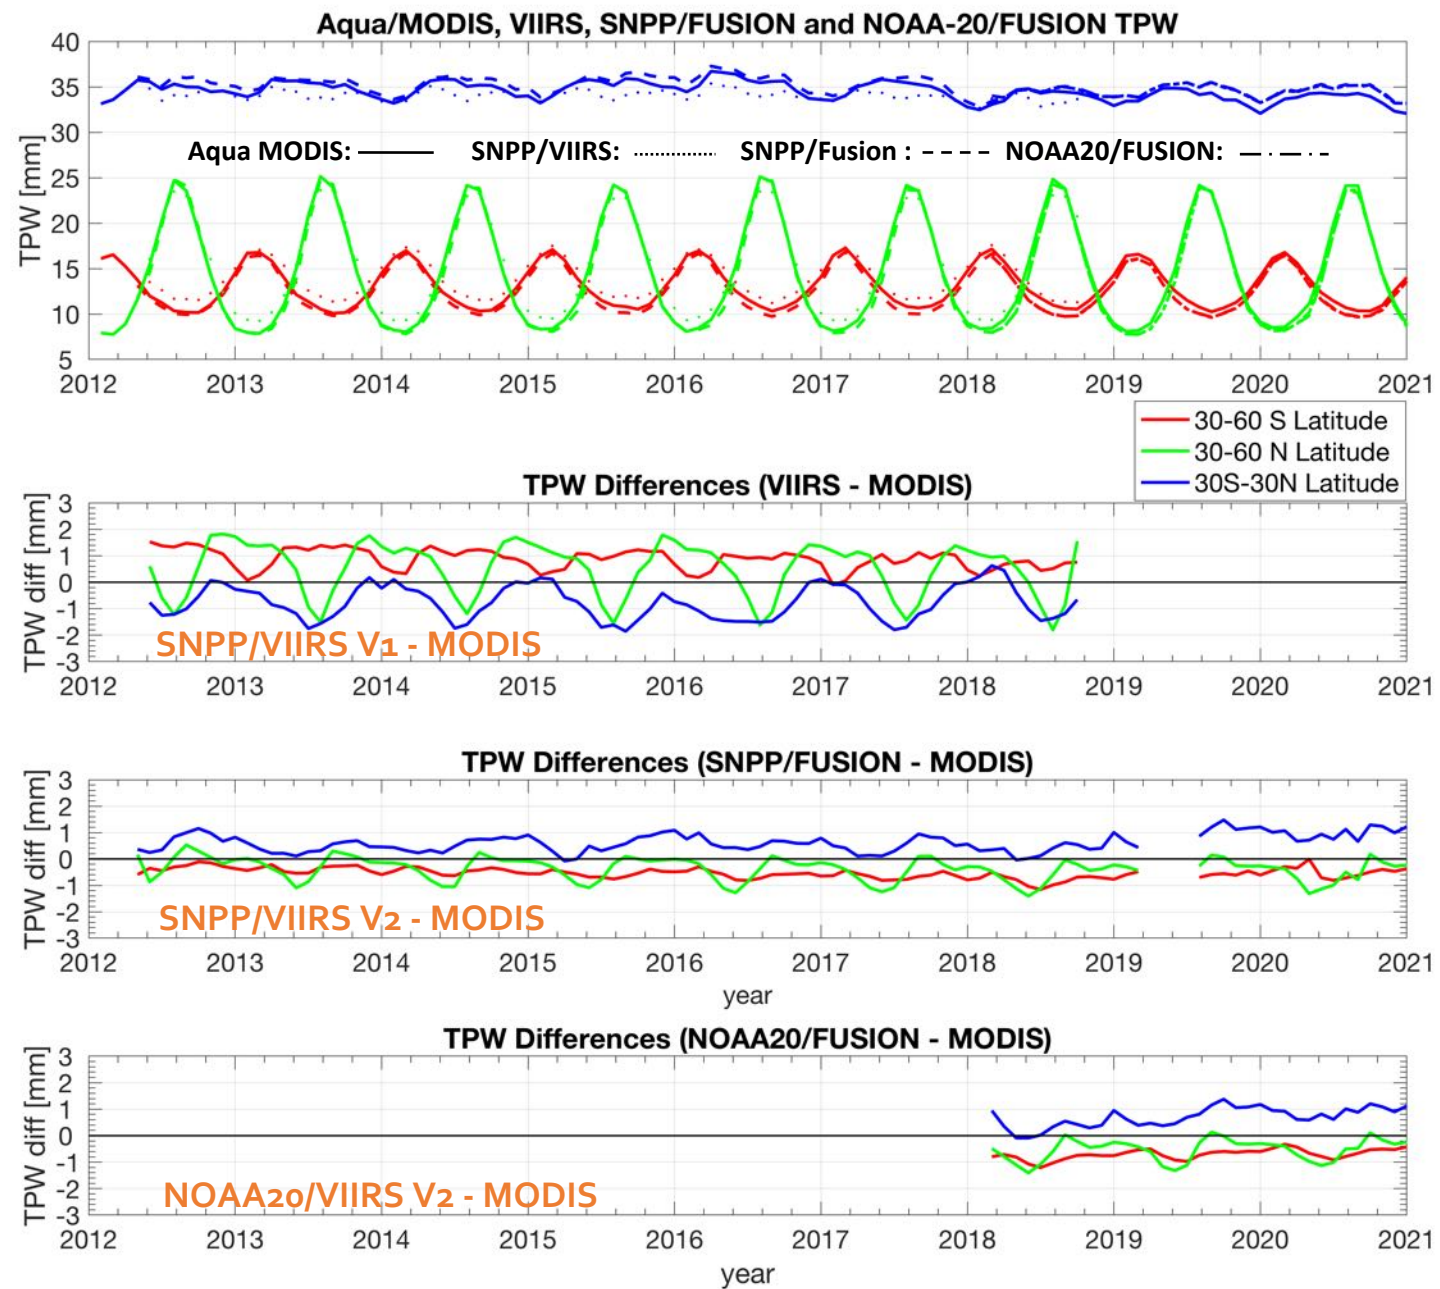 Aqua/MODIS, VIIRS, SNPP/FUSION and NOAA-20/FUSION TPW
40
35
30
25
20
15
10
5
TPW [mm]
Aqua MODIS: SNPP/VIIRS: SNPP/Fusion : NOAA20/FUSION:
2012 2013 2014 2015 2016 2017 2018 2019 2020 2021
30-60 S Latitude
30-60 N Latitude
30S-30N Latitude
TPW Differences (VIIRS - MODIS)
3
2
1
0
-1
-2
-3
TPW diff [mm]
SNPP/VIIRS V1 - MODIS
2012 2013 2014 2015 2016 2017 2018 2019 2020 2021
TPW Differences (SNPP/FUSION - MODIS)
3
2
1
0
-1
-2
-3
TPW diff [mm]
SNPP/VIIRS V2 - MODIS
2012 2013 2014 2015 2016 2017 2018 2019 2020 2021
year
TPW Differences (NOAA20/FUSION - MODIS)
3
2
1
0
-1
-2
-3
TPW diff [mm]
NOAA20/VIIRS V2 - MODIS
2012 2013 2014 2015 2016 2017 2018 2019 2020 2021
year